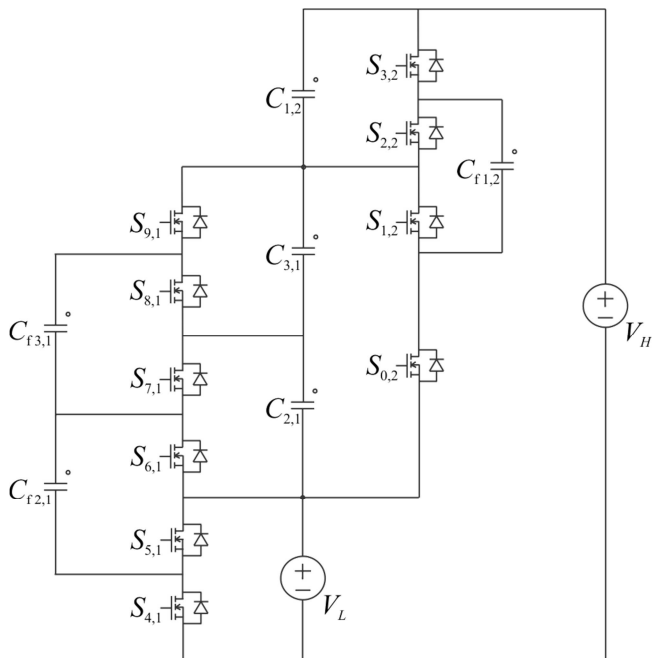 S3,2
C1,2
S2,2
Cf1,2
S9,1
S1,2
C3,1
S8,1
Cf3,1
VH
S7,1
S0,2
C2,1
S6,1
Cf2,1
S5,1
VL
S4,1